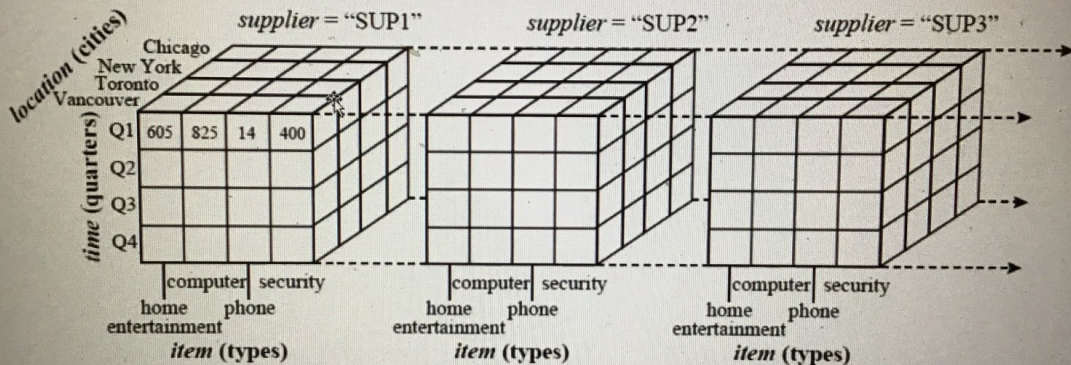 supplier = “SUP1” supplier = “SUP2” supplier = “SUP3”
location (cities)
Chicago
New York
Toronto
Vancouver
time (quarters)
Q1 605 825 14 400
Q2
Q3
Q4
computer security computer security computer security
home phone home phone home phone
entertainment entertainment entertainment
item (types) item (types) item (types)